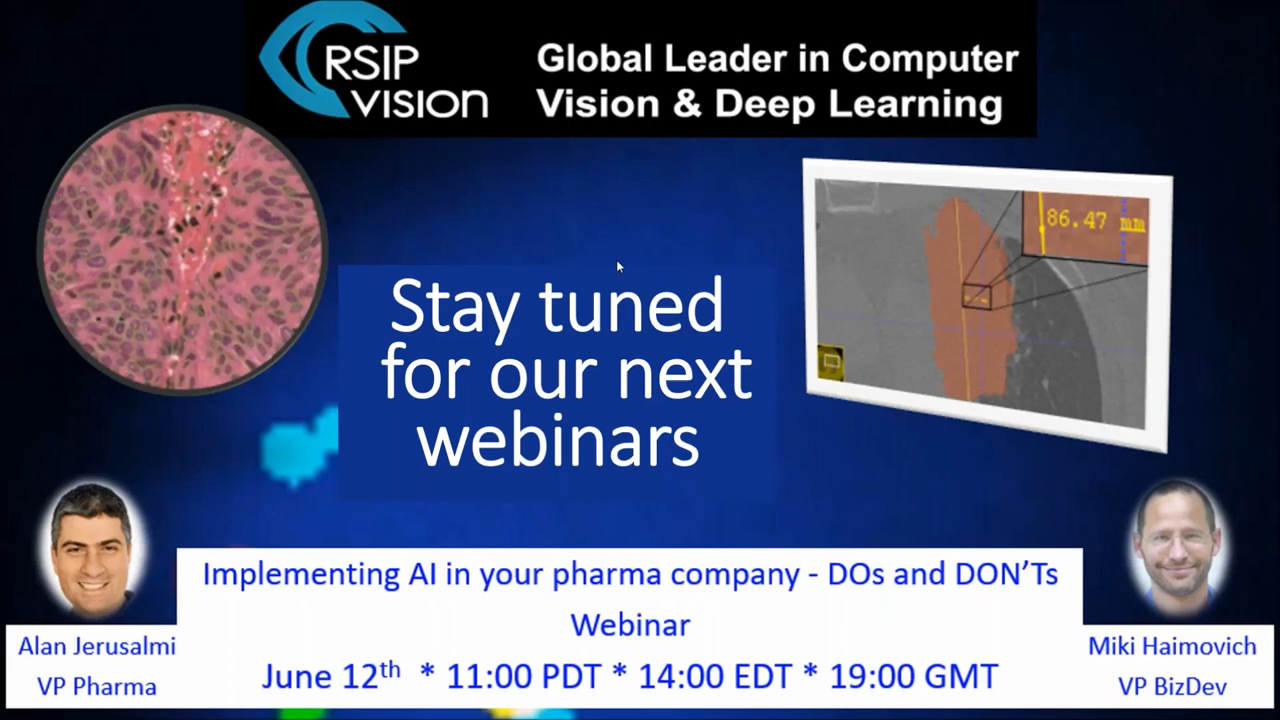 RSIP
VISION
Global Leader in Computer
Vision & Deep Learning
86.47 mm
Stay tuned
for our next
webinars
Implementing AI in your pharma company - DOs and DON'Ts
Webinar
June 12th * 11:00 PDT * 14:00 EDT * 19:00 GMT
Alan Jerusalmi
VP Pharma
Miki Haimovich
VP BizDev